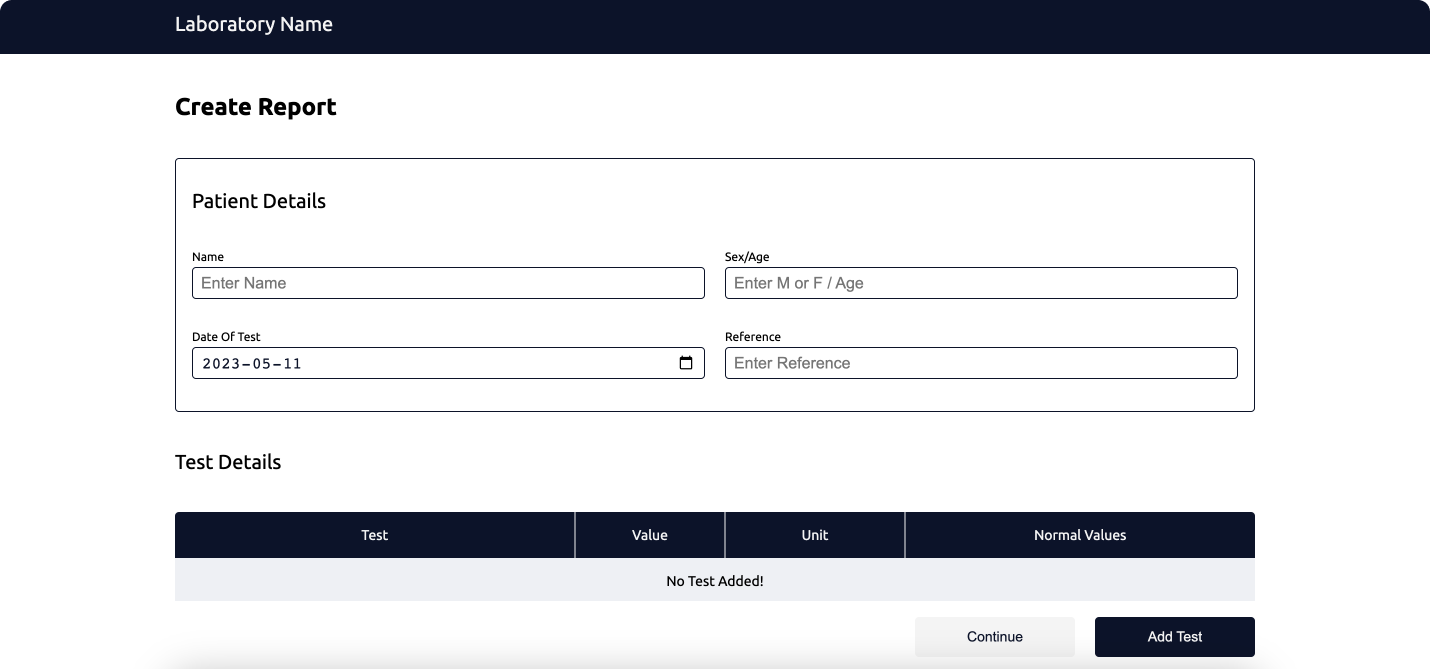 Laboratory Name
Create Report
Patient Details
Name
Sex/Age
Enter Name
Enter M or F / Age
Date Of Test
Reference
2023-05-11
Enter Reference
Test Details
Test Value Unit Normal Values
No Test Added!
Continue Add Test